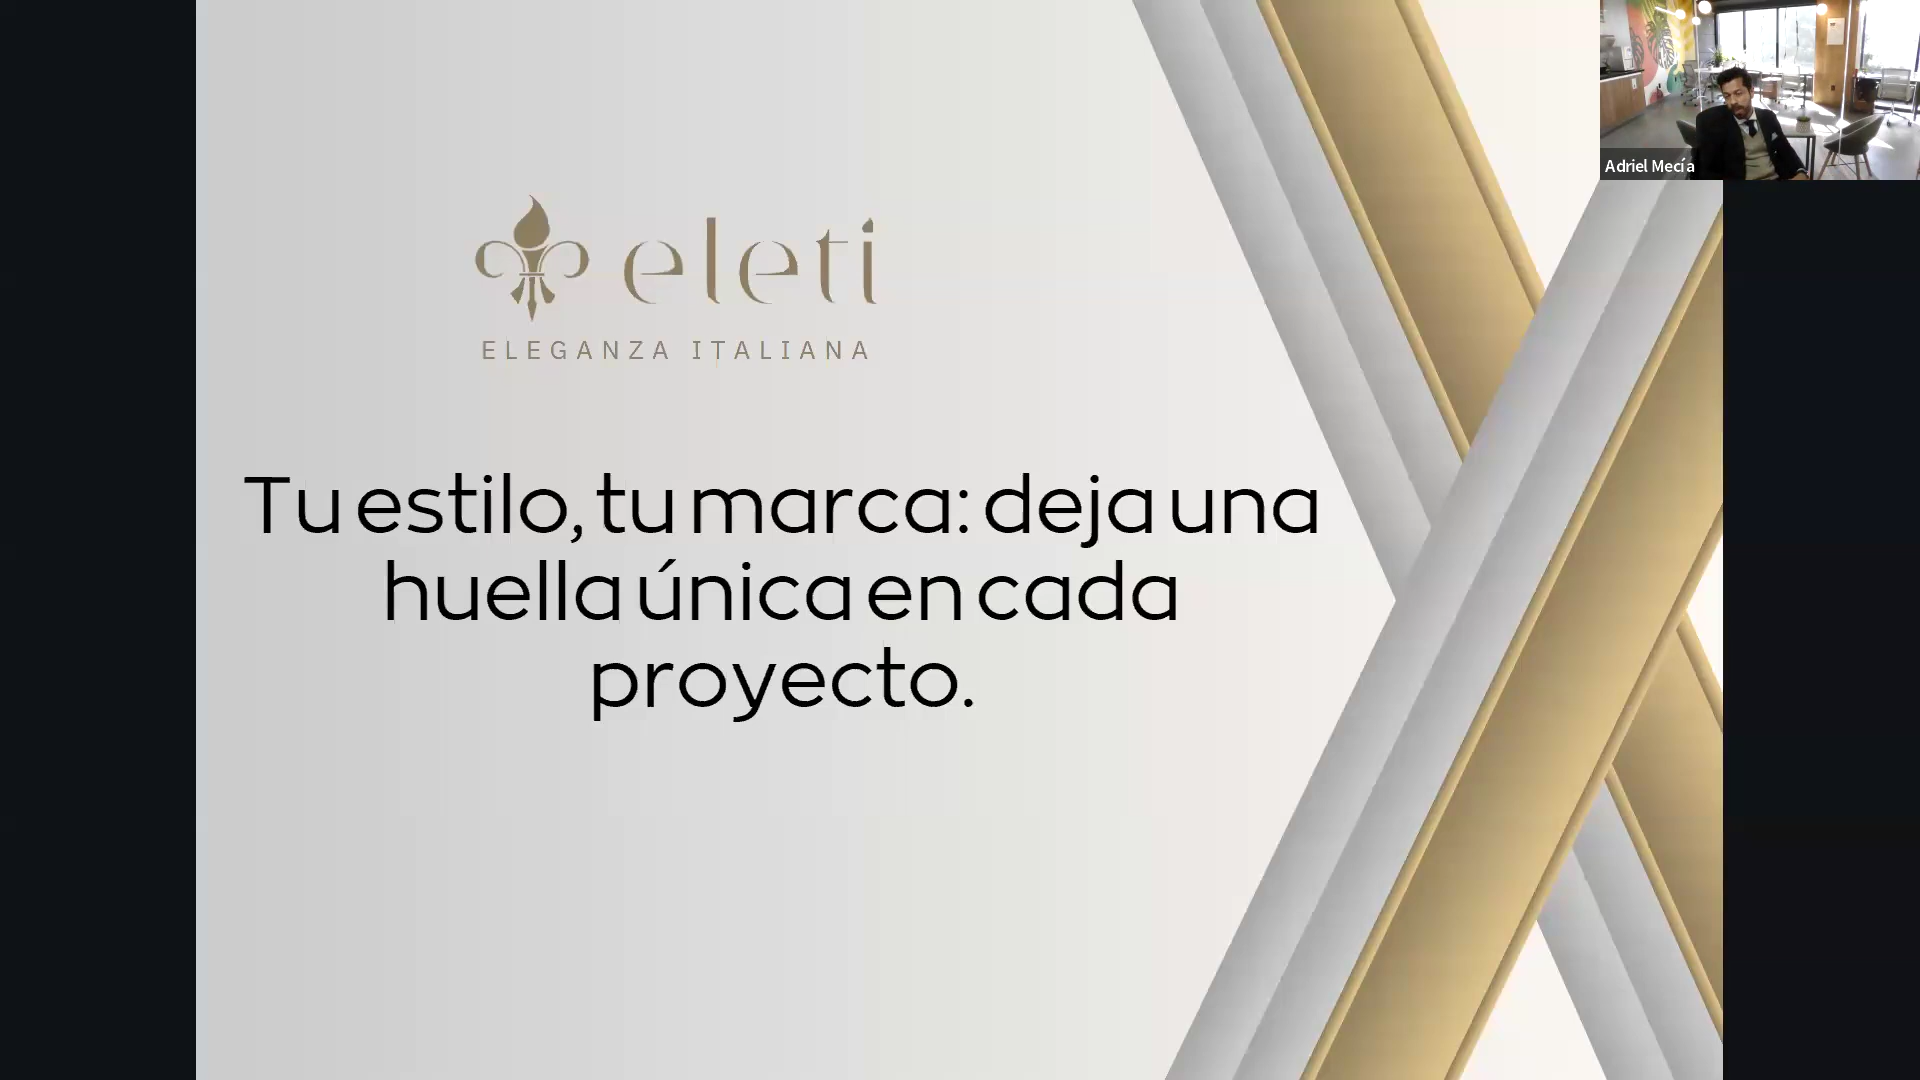 eleti
ELEGANZA ITALIANA
Tu estilo, tu marca: deja una
huella única en cada
proyecto.
Adriel Mecía